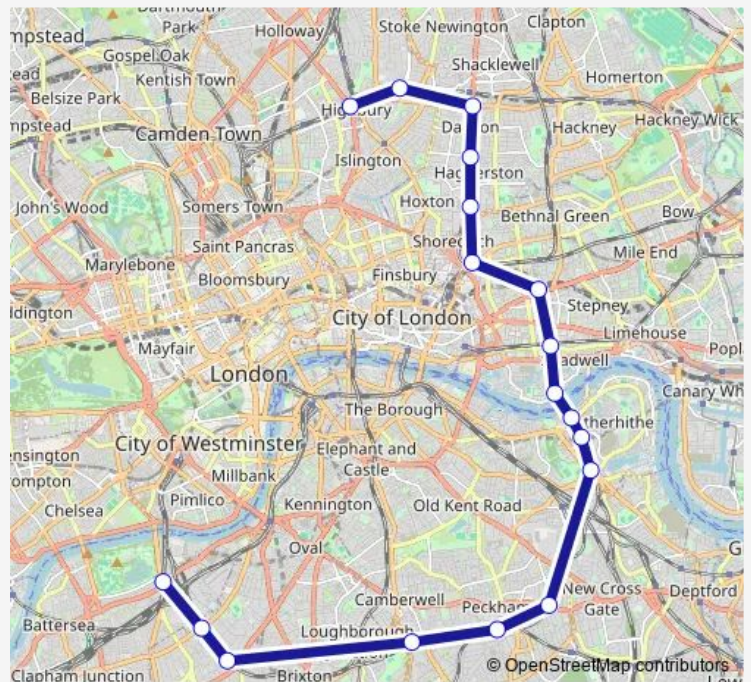 Dartmouth
Park
Holloway
Stoke Newington
Clapton
mpstead
Gospel Oak
Shacklewell
ead
Kentish Town
Homerton
Belsize Park
Hackney Wick
mpstead
Camden Town
Hackney
Islington
John's Wood
Somers Town
Hoxton
Bethnal Green
Bow
Saint Pancras
Mile End
Marylebone
Bloomsbury
Finsbury
ddington
City of London
Stepney
Limehouse
Mayfair
Popl
adwell
London
Canary Wh
The Borough
therhithe
City of Westminster
Elephant and
Castle
ensington
ompton
Millbank
Pimlico
Kennington
Old Kent Road
Chelsea
Oval
G
New Cross
Gate
Deptford
Camberwell
Peckham
Battersea
Loughborough
© OpenStreetMap contributors
Clapham Junction
Brixton